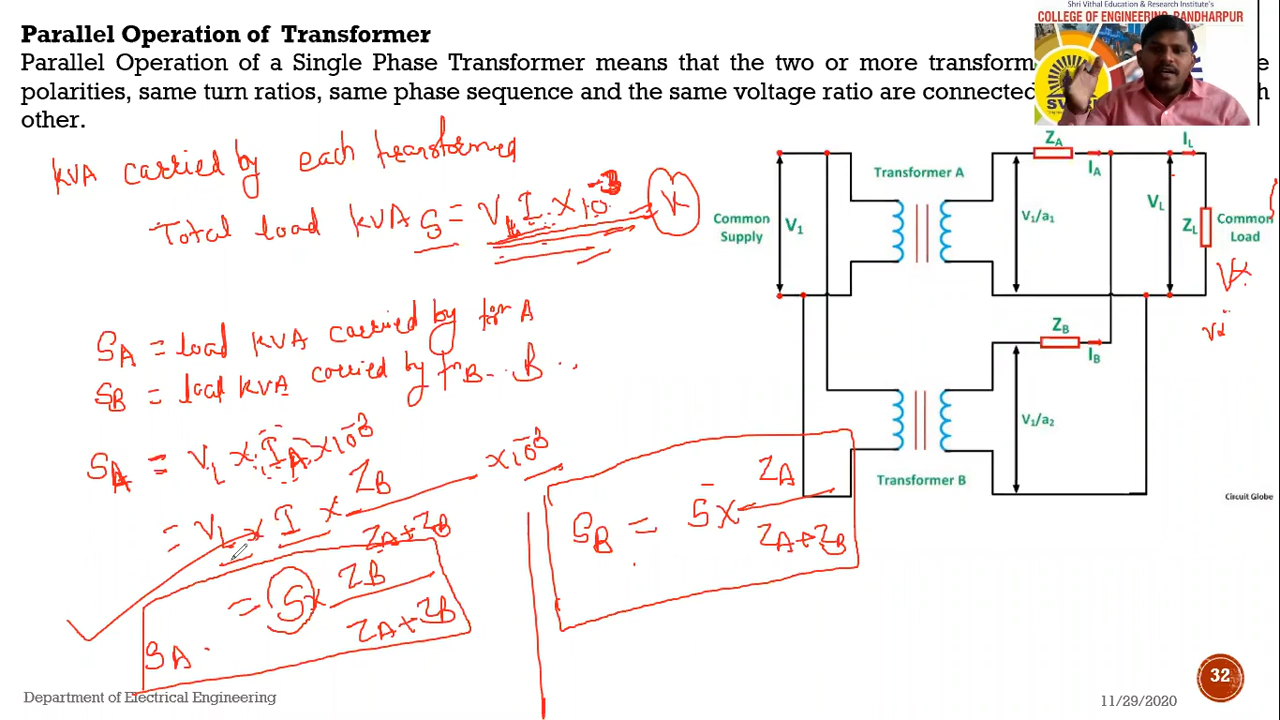 Shri Vithal Education & Research Institute's
COLLEGE OF ENGINEERING, PANDHARPUR
Parallel Operation of Transformer
Parallel Operation of a Single Phase Transformer means that the two or more transform
polarities, same turn ratios, same phase sequence and the same voltage ratio are connected
other.
KVA carried by each transformed
Total load KVA S = VL I × 10⁻³ K
SA = load KVA carried by A
SB = load KVA carried by B
SA = VL × IA × 10⁻³
= VL × I × ZB / ZA + ZB × 10⁻³
SA = S × ZB / ZA + ZB
SB = S × ZA / ZA + ZB
Common Supply
V1
Transformer A
V1/a1
ZA
IA
IL
VL
ZL
Common Load
ZB
IB
V1/a2
Transformer B
Circuit Globe
Department of Electrical Engineering
11/29/2020
32